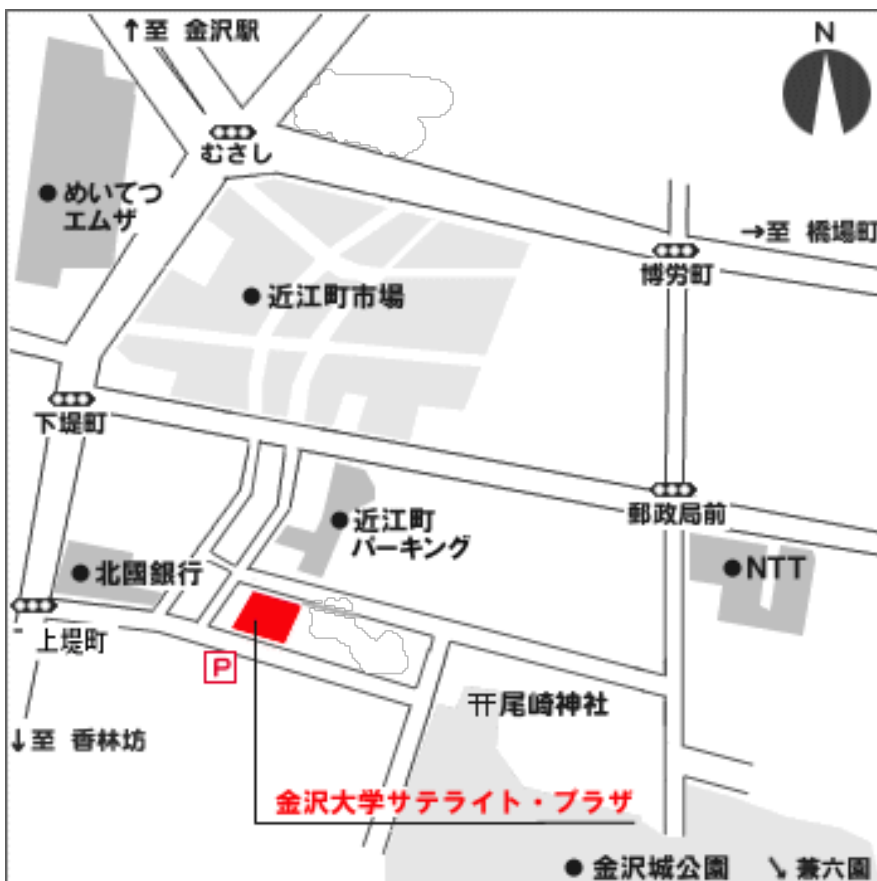 ↑至 金沢駅
N
むさし
めいてつ
エムザ
→至 橋場町
博労町
近江町市場
下堤町
郵政局前
近江町
パーキング
北國銀行
NTT
上堤町
P
尾崎神社
↓至 香林坊
金沢大学サテライト・プラザ
金沢城公園
↘兼六園